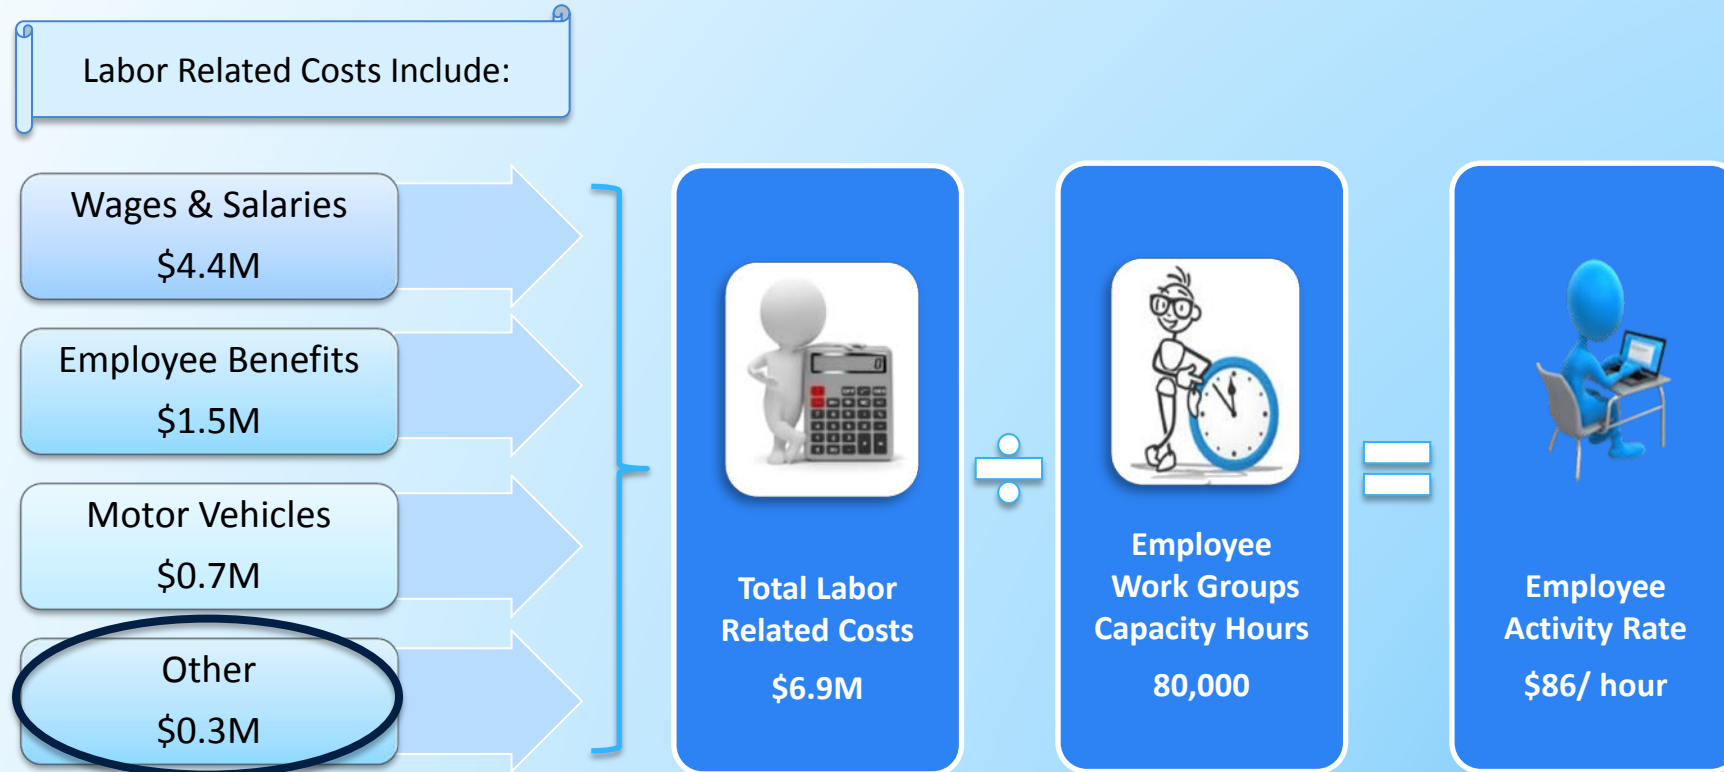 Labor Related Costs Include:
Wages & Salaries
$4.4M
Employee Benefits
$1.5M
Motor Vehicles
$0.7M
Other
$0.3M
Total Labor
Related Costs
$6.9M
Employee
Work Groups
Capacity Hours
80,000
Employee
Activity Rate
$86/ hour